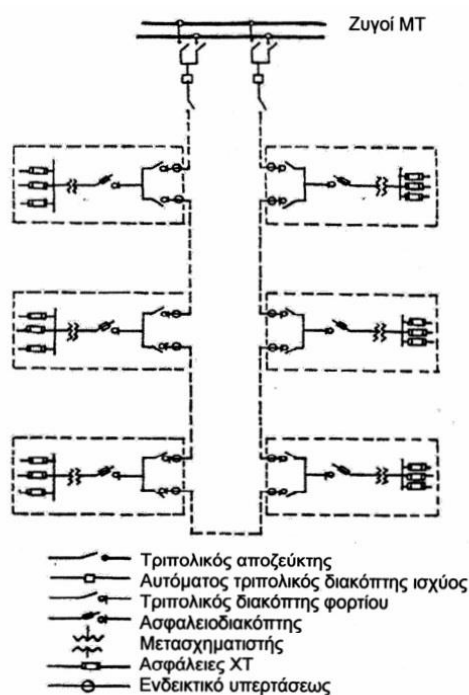 Ζυγοί ΜΤ
Τριπολικός αποζεύκτης
Αυτόματος τριπολικός διακόπτης ισχύος
Τριπολικός διακόπτης φορτίου
Ασφαλειοδιακόπτης
Μετασχηματιστής
Ασφάλειες ΧΤ
Ενδεικτικό υπερτάσεως